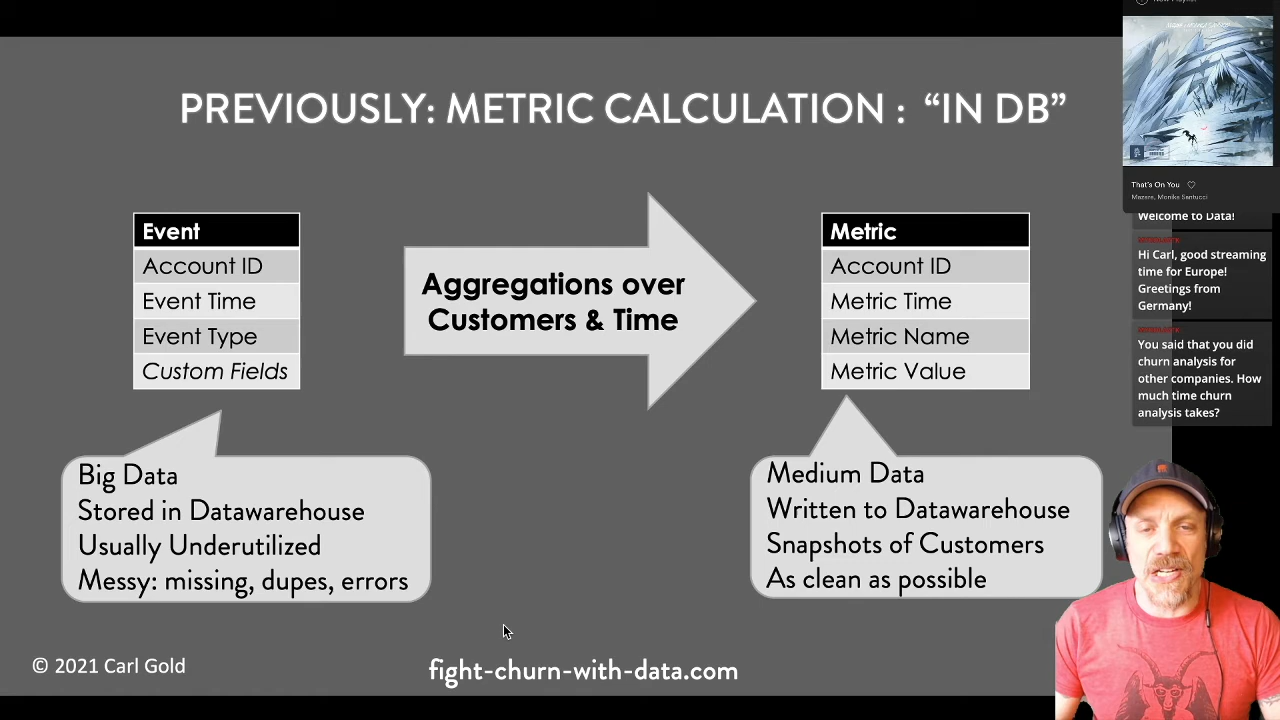 PREVIOUSLY: METRIC CALCULATION : “IN DB”
Event
Account ID
Event Time
Event Type
Custom Fields
Aggregations over
Customers & Time
Metric
Account ID
Metric Time
Metric Name
Metric Value
Big Data
Stored in Datawarehouse
Usually Underutilized
Messy: missing, dupes, errors
Medium Data
Written to Datawarehouse
Snapshots of Customers
As clean as possible
© 2021 Carl Gold
fight-churn-with-data.com
That's On You
Mazare, Monika Santucci
Welcome to Data!
Hi Carl, good streaming
time for Europe!
Greetings from
Germany!
You said that you did
churn analysis for
other companies. How
much time churn
analysis takes?